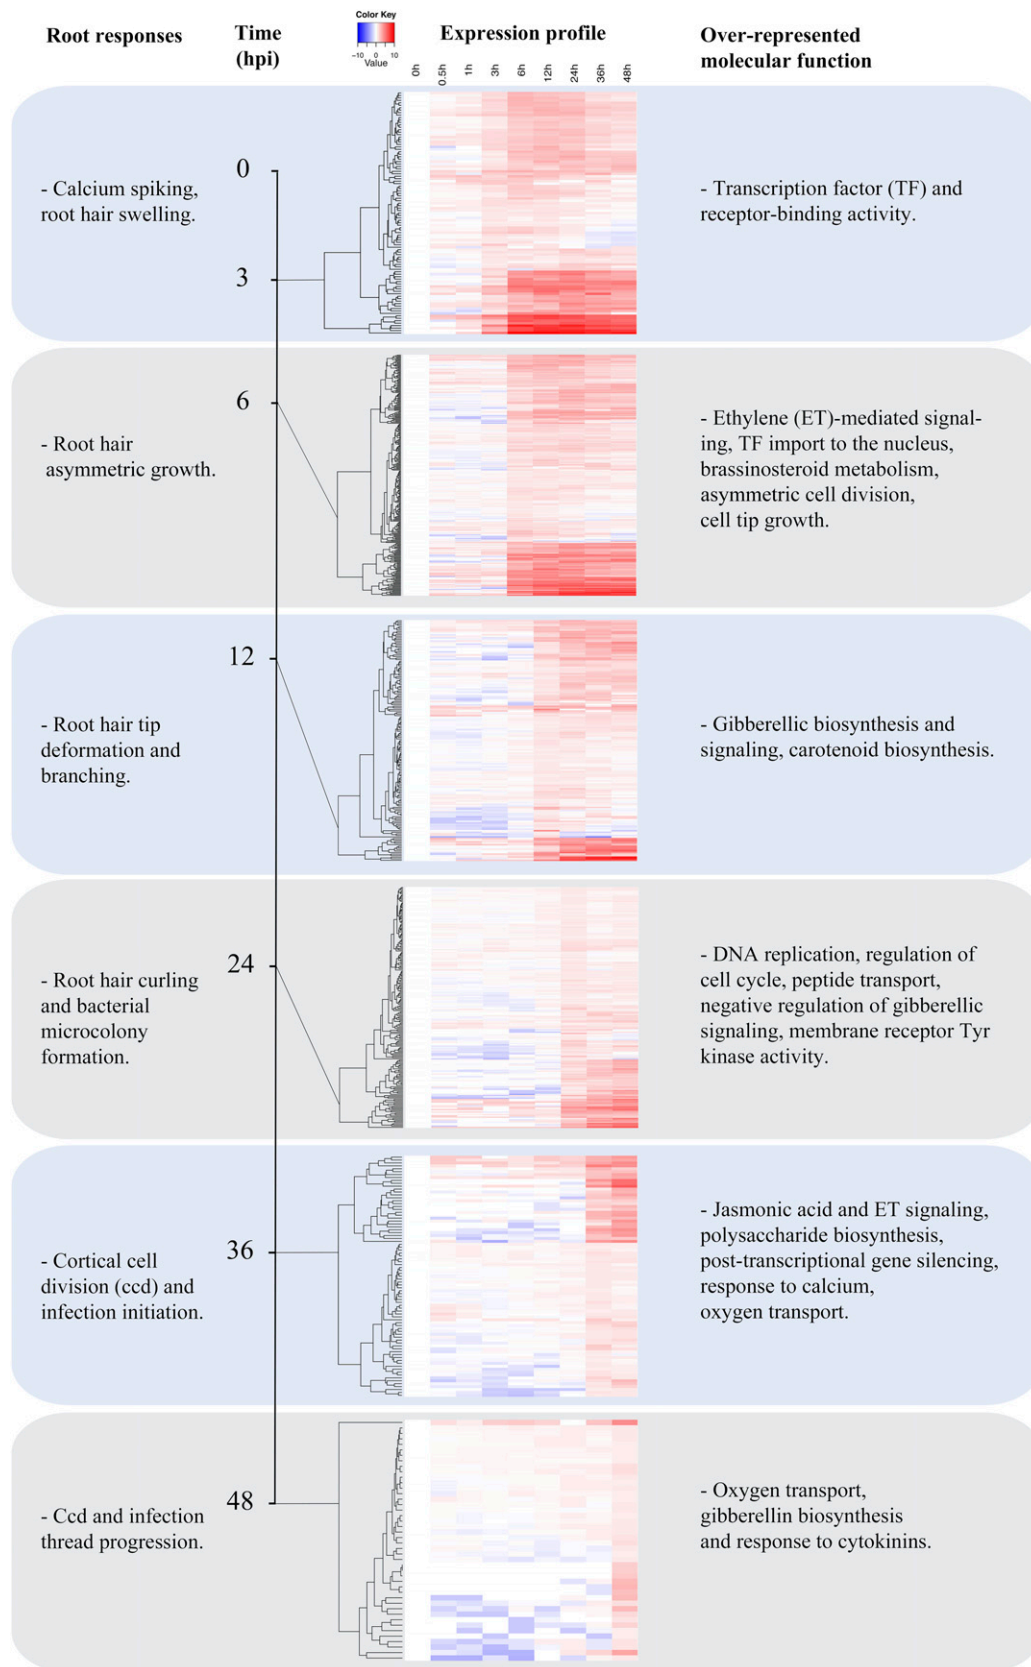 Root responses
Time
(hpi)
Color Key
−10 0 10
Value
Expression profile
Over-represented
molecular function
0h 0.5h 1h 3h 6h 12h 24h 36h 48h
0
- Calcium spiking,
root hair swelling.
3
- Transcription factor (TF) and
receptor-binding activity.
6
- Root hair
asymmetric growth.
- Ethylene (ET)-mediated signal-
ing, TF import to the nucleus,
brassinosteroid metabolism,
asymmetric cell division,
cell tip growth.
12
- Root hair tip
deformation and
branching.
- Gibberellic biosynthesis and
signaling, carotenoid biosynthesis.
24
- Root hair curling
and bacterial
microcolony
formation.
- DNA replication, regulation of
cell cycle, peptide transport,
negative regulation of gibberellic
signaling, membrane receptor Tyr
kinase activity.
36
- Cortical cell
division (ccd) and
infection initiation.
- Jasmonic acid and ET signaling,
polysaccharide biosynthesis,
post-transcriptional gene silencing,
response to calcium,
oxygen transport.
48
- Ccd and infection
thread progression.
- Oxygen transport,
gibberellin biosynthesis
and response to cytokinins.